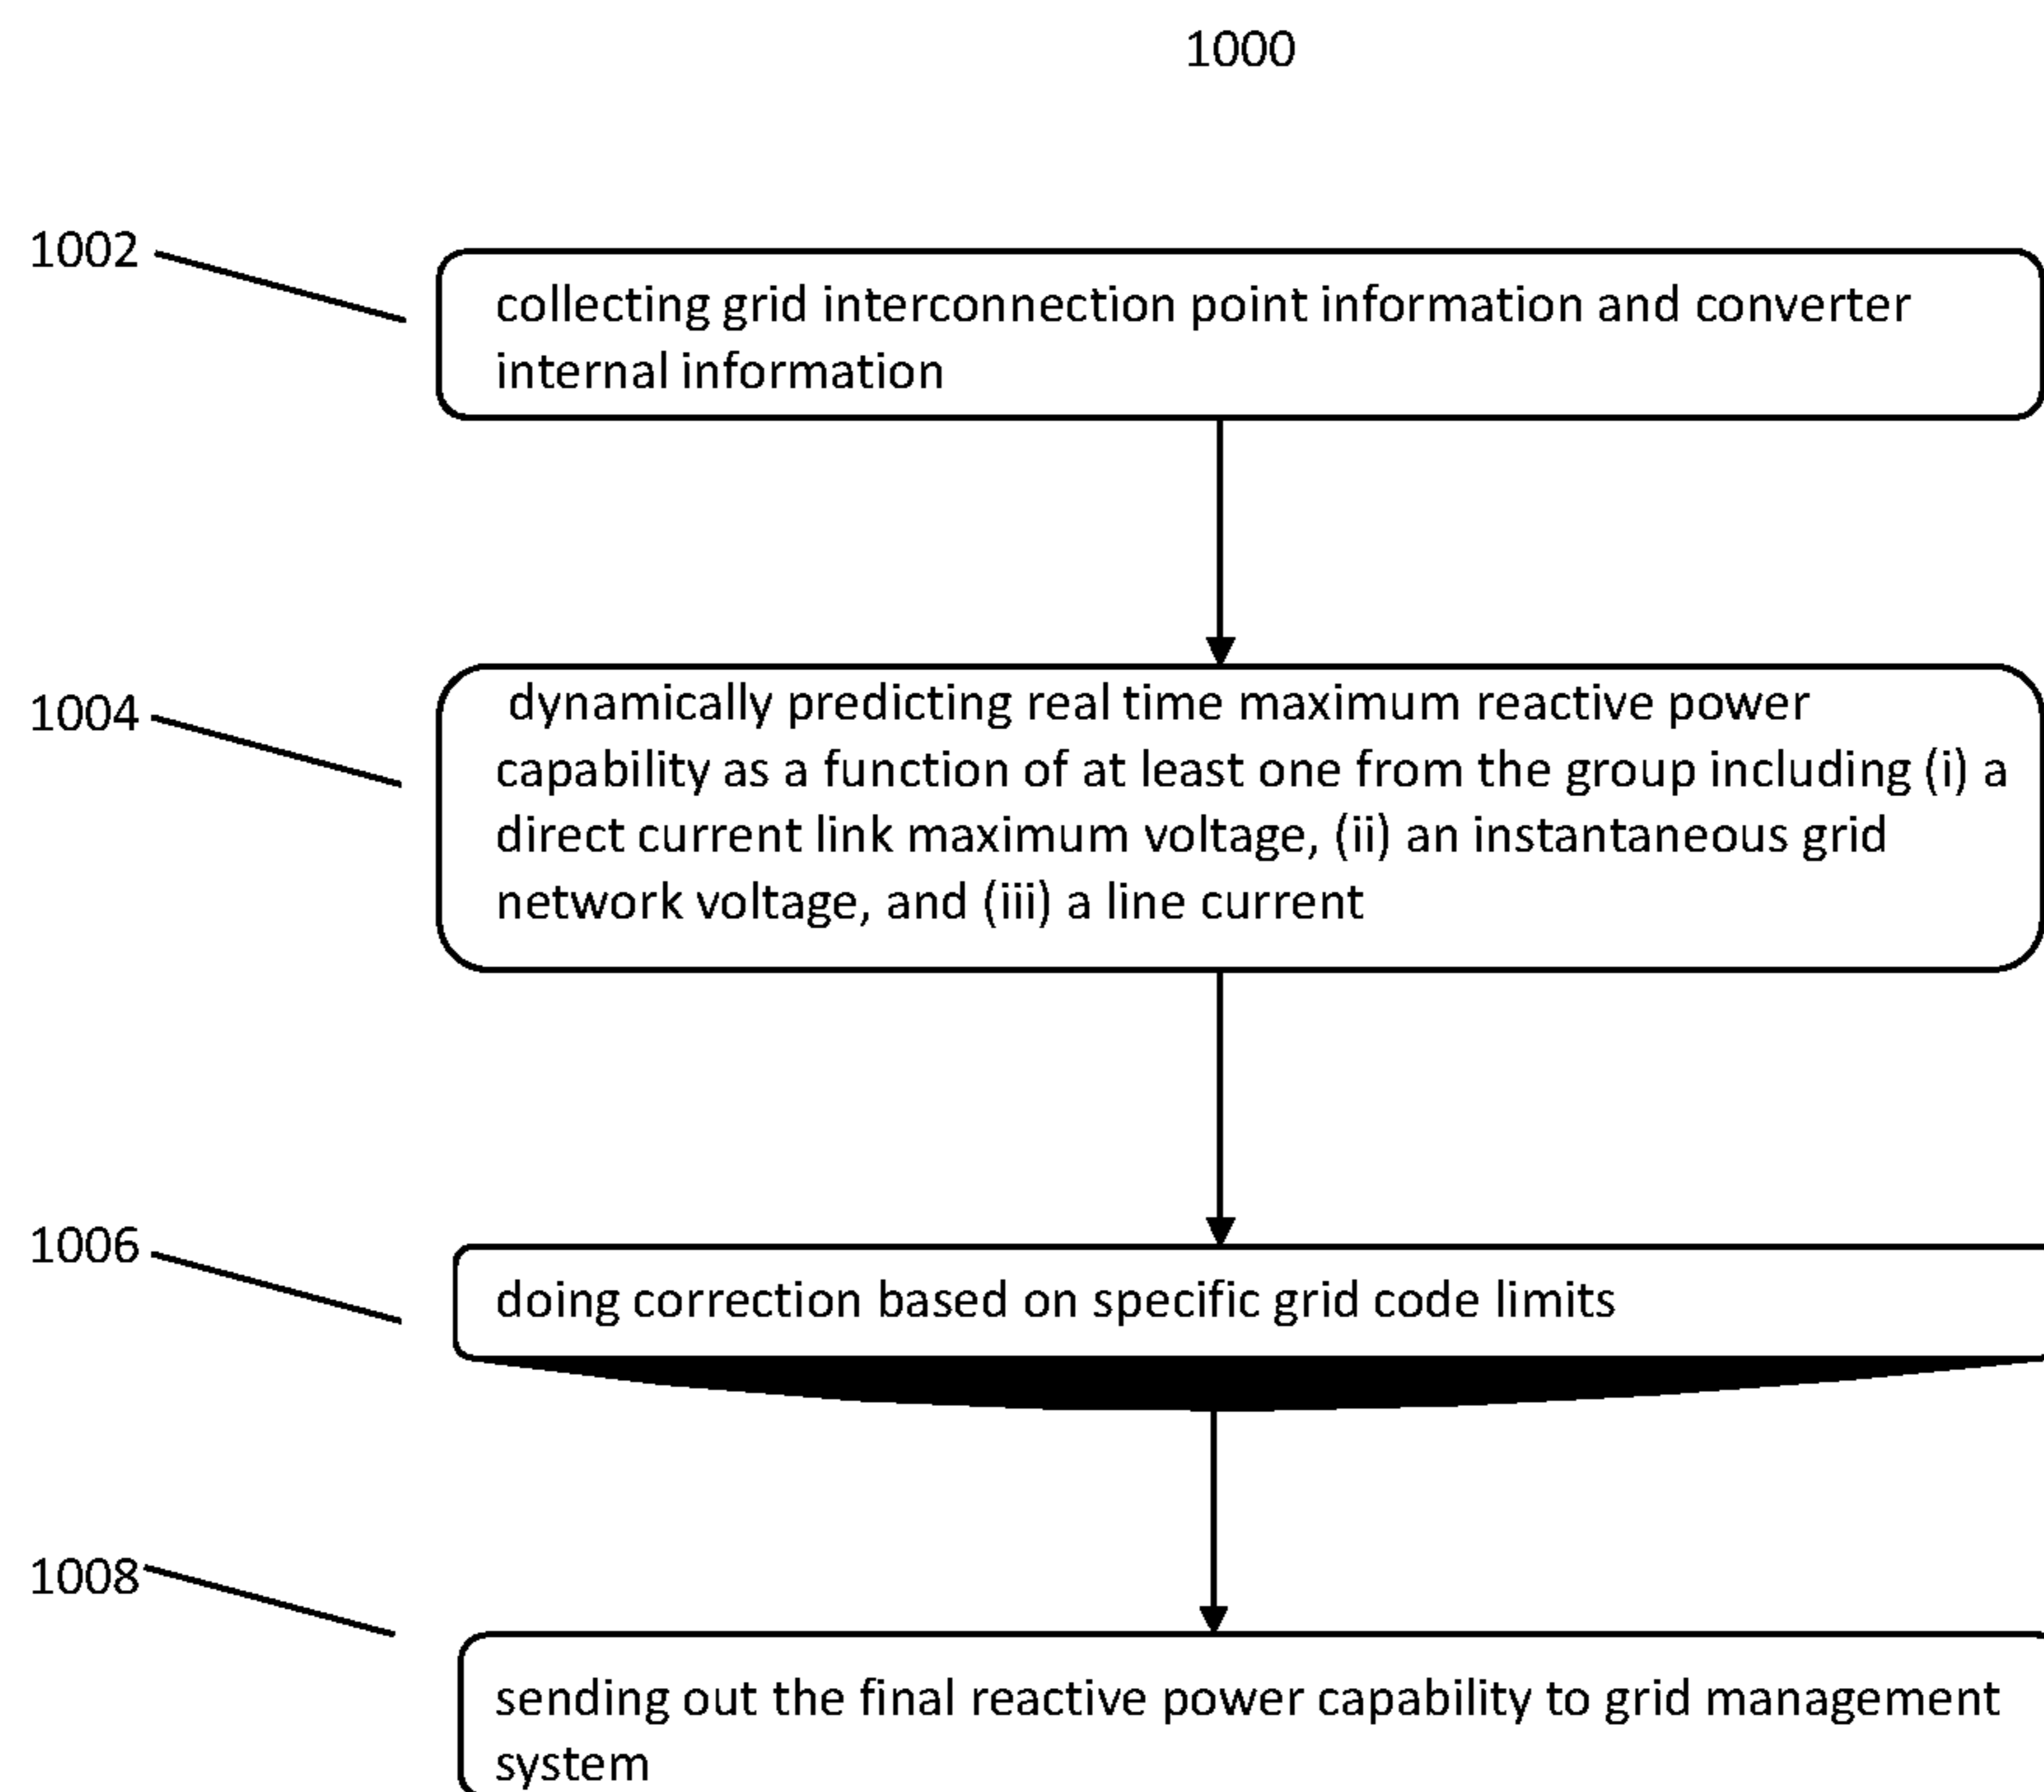 1000
1002
collecting grid interconnection point information and converter
internal information
1004
dynamically predicting real time maximum reactive power
capability as a function of at least one from the group including (i) a
direct current link maximum voltage, (ii) an instantaneous grid
network voltage, and (iii) a line current
1006
doing correction based on specific grid code limits
1008
sending out the final reactive power capability to grid management
system